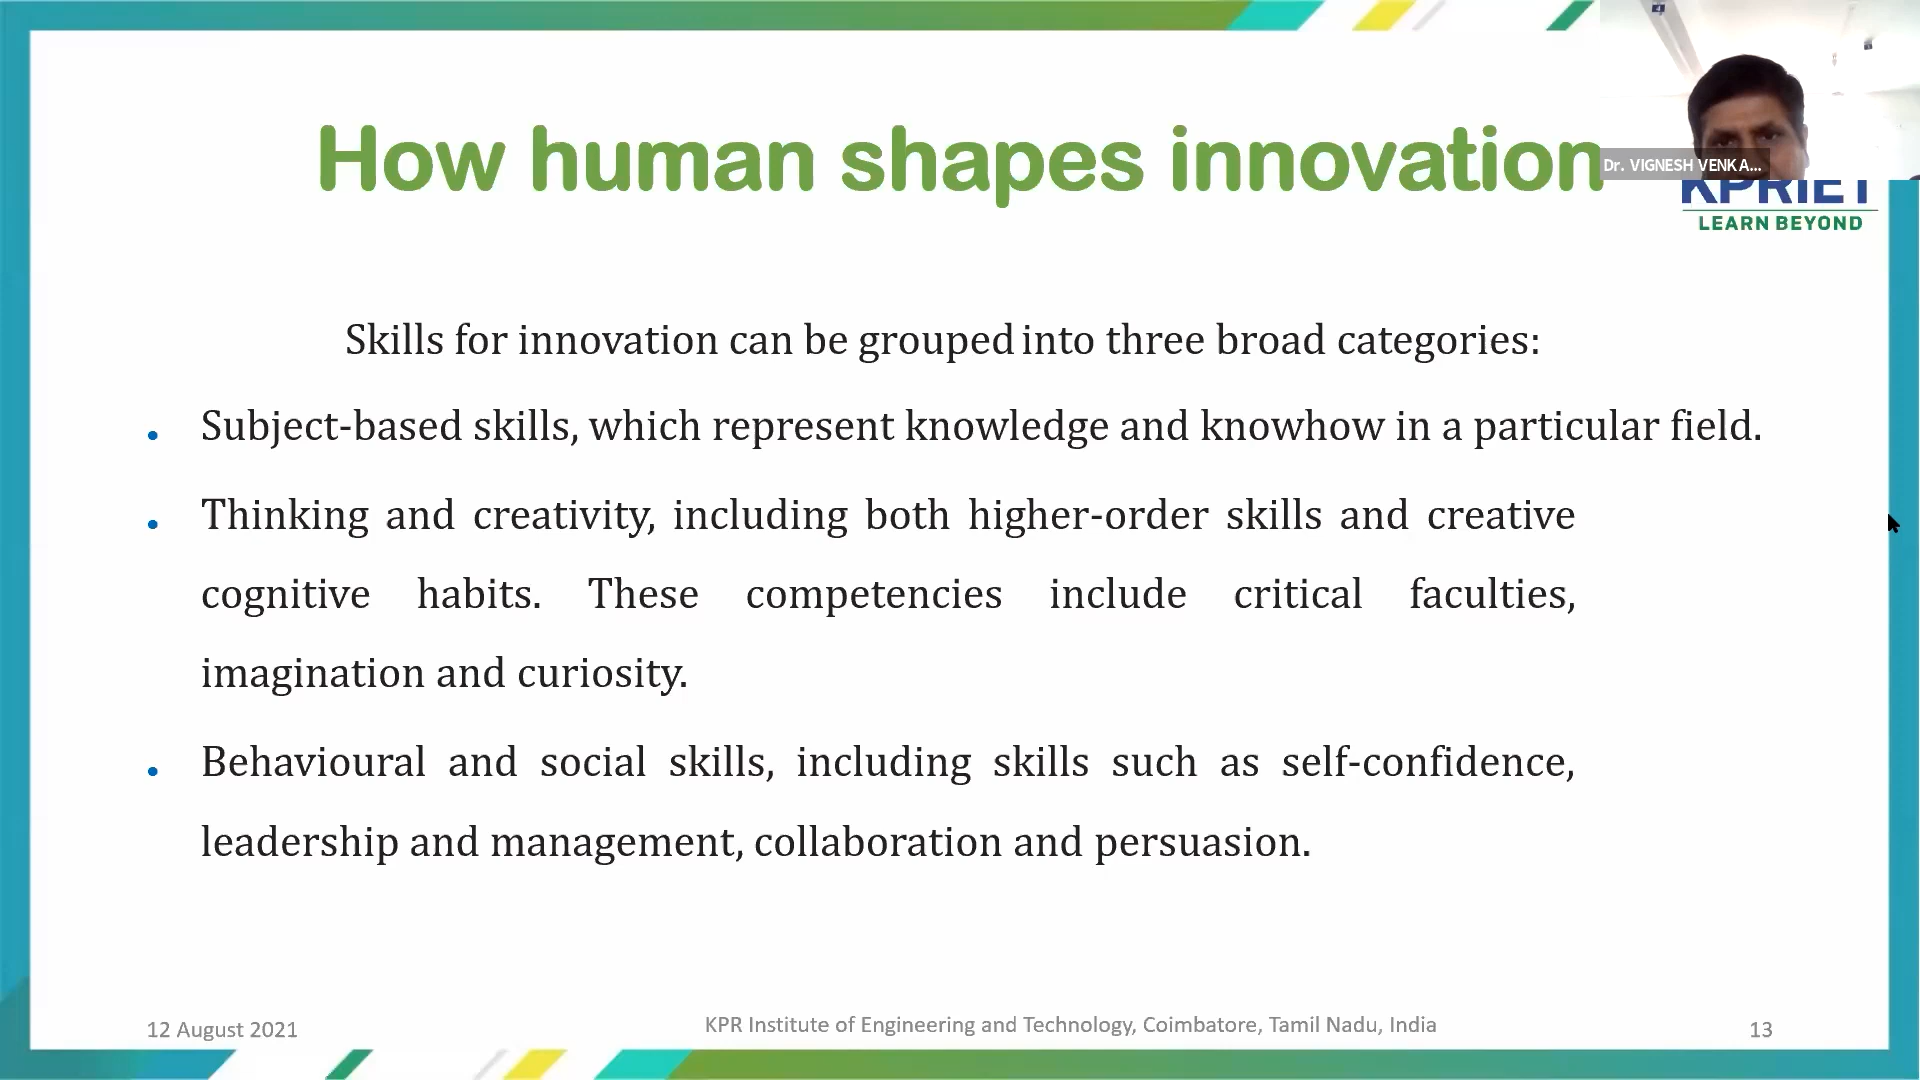 How human shapes innovation
Dr. VIGNESH VENKA...
KPRIET
LEARN BEYOND
Skills for innovation can be grouped into three broad categories:
• Subject-based skills, which represent knowledge and knowhow in a particular field.
• Thinking and creativity, including both higher-order skills and creative
cognitive habits. These competencies include critical faculties,
imagination and curiosity.
• Behavioural and social skills, including skills such as self-confidence,
leadership and management, collaboration and persuasion.
12 August 2021
KPR Institute of Engineering and Technology, Coimbatore, Tamil Nadu, India
13